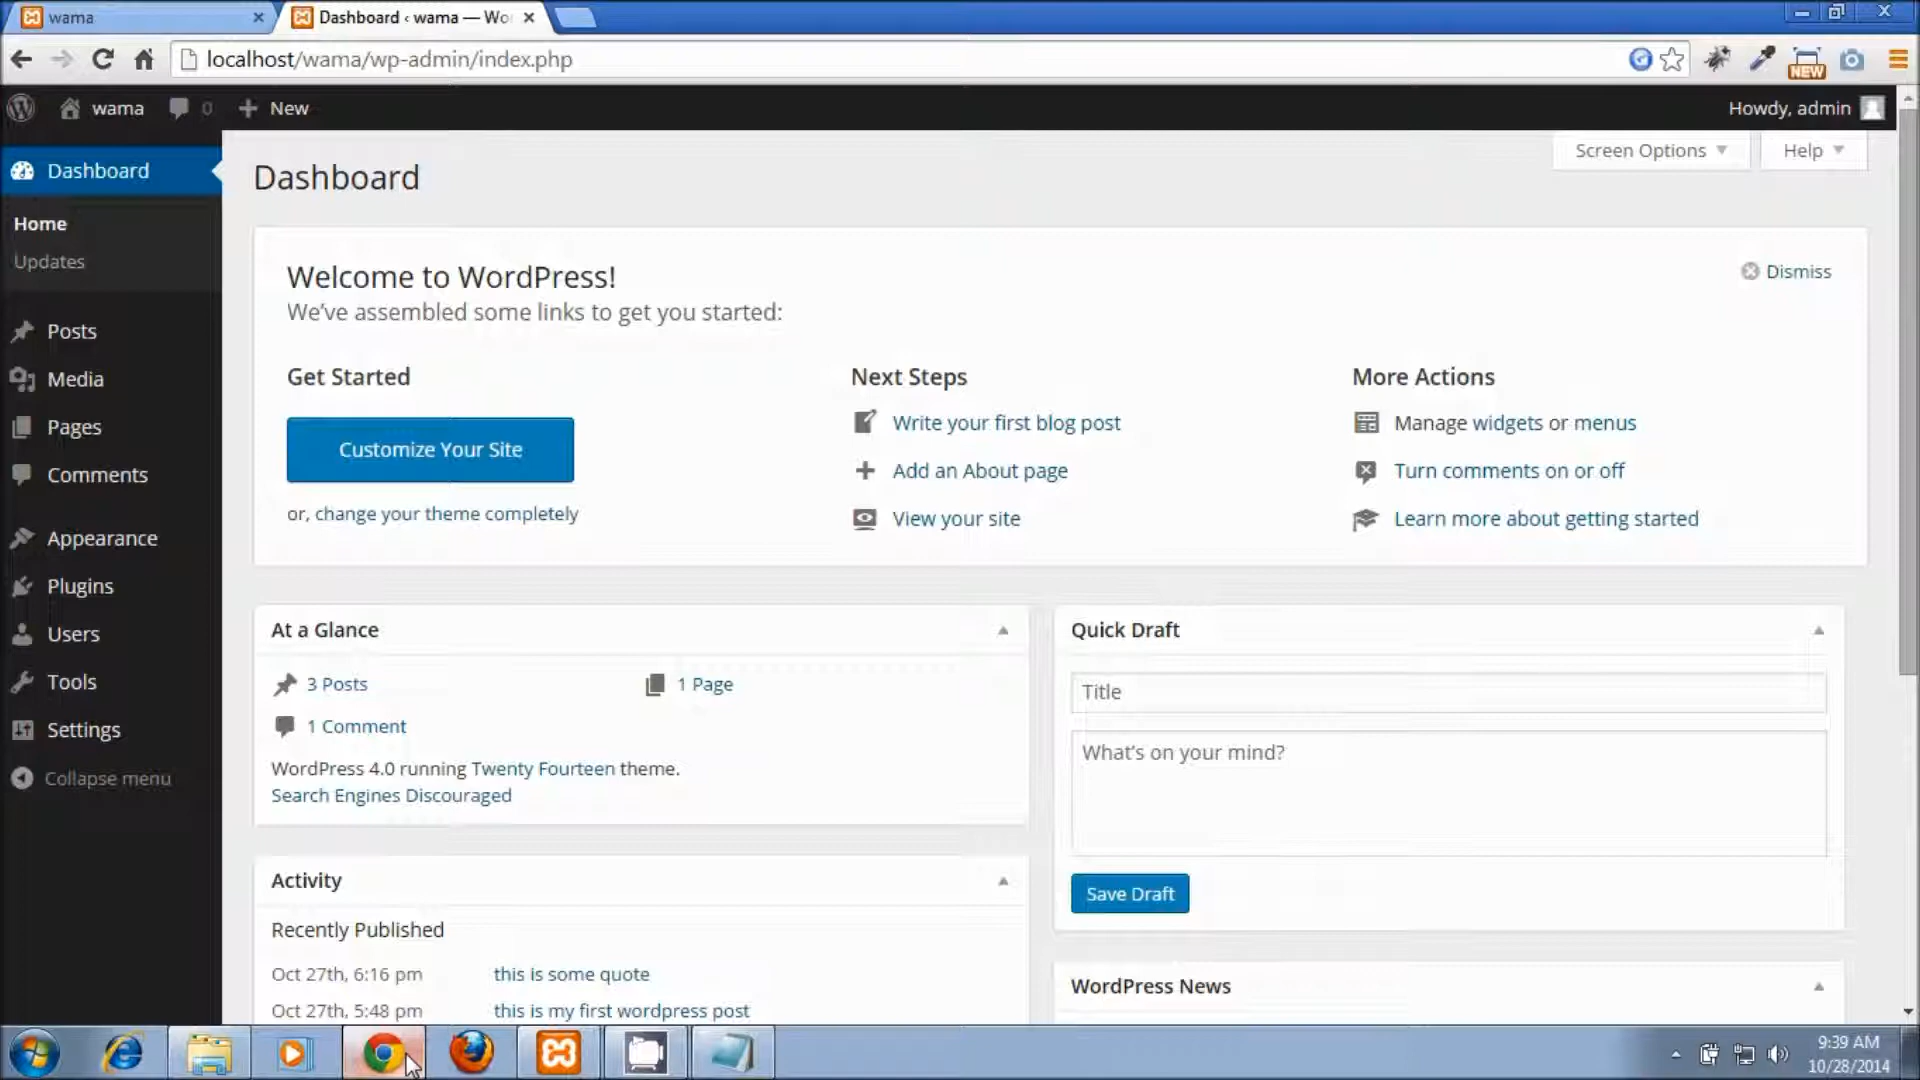 wama
Dashboard ‹ wama — Wo
localhost/wama/wp-admin/index.php
NEW
wama
0
New
Howdy, admin
Screen Options
Help
Dashboard
Home
Updates
Posts
Media
Pages
Comments
Appearance
Plugins
Users
Tools
Settings
Collapse menu
Dashboard
Welcome to WordPress!
We've assembled some links to get you started:
Dismiss
Get Started
Customize Your Site
or, change your theme completely
Next Steps
Write your first blog post
Add an About page
View your site
More Actions
Manage widgets or menus
Turn comments on or off
Learn more about getting started
At a Glance
3 Posts
1 Page
1 Comment
WordPress 4.0 running Twenty Fourteen theme.
Search Engines Discouraged
Activity
Recently Published
Oct 27th, 6:16 pm this is some quote
Oct 27th, 5:48 pm this is my first wordpress post
Quick Draft
Title
What's on your mind?
Save Draft
WordPress News
9:39 AM
10/28/2014